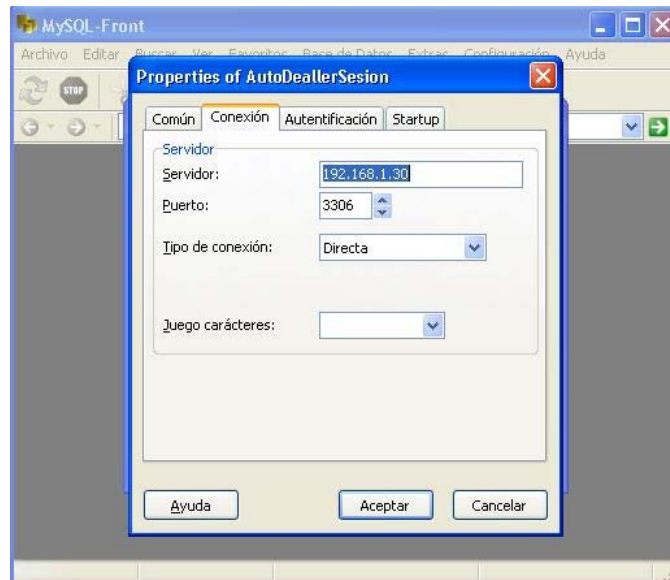 MySQL-Front
Archivo Editar Buscar Ver Favoritos Base de Datos Extras Configuración Ayuda
STOP
Properties of AutoDeallerSesion
Común Conexión Autentificación Startup
Servidor
Servidor: 192.168.1.30
Puerto: 3306
Tipo de conexión: Directa
Juego carácteres:
Ayuda Aceptar Cancelar